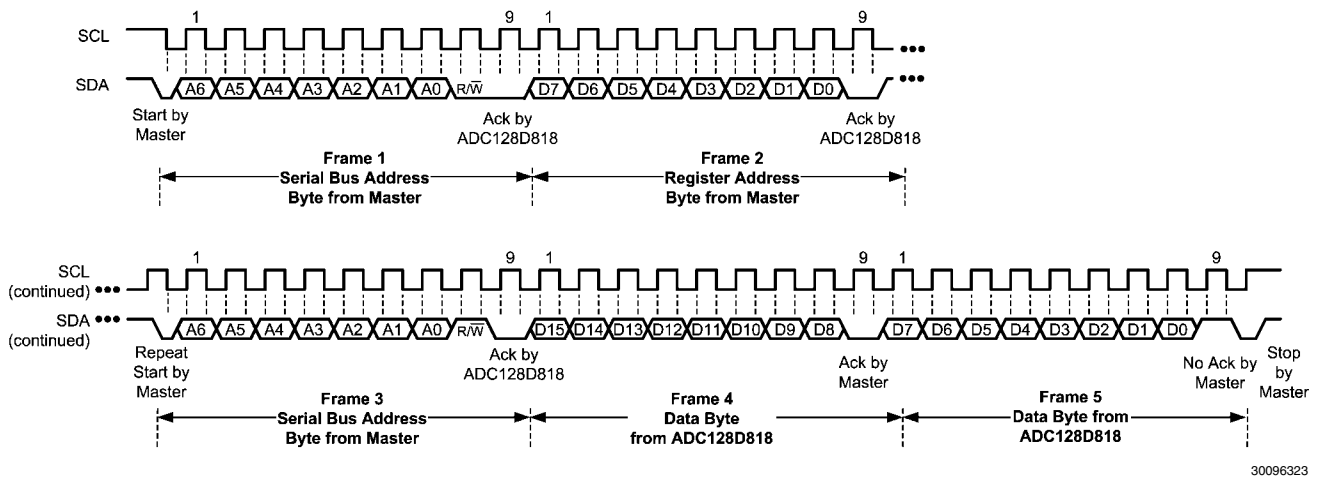 1 9 1 9
SCL •••
SDA A6 A5 A4 A3 A2 A1 A0 R/W̅ D7 D6 D5 D4 D3 D2 D1 D0 •••
Start by
Master
Ack by
ADC128D818
Ack by
ADC128D818
Frame 1
Serial Bus Address
Byte from Master
Frame 2
Register Address
Byte from Master
1 9 1 9 1 9
SCL
(continued) •••
SDA •••
(continued)
A6 A5 A4 A3 A2 A1 A0 R/W̅ D15 D14 D13 D12 D11 D10 D9 D8 D7 D6 D5 D4 D3 D2 D1 D0
Repeat
Start by
Master
Ack by
ADC128D818
Ack by
Master
No Ack by
Master
Stop
by
Master
Frame 3
Serial Bus Address
Byte from Master
Frame 4
Data Byte
from ADC128D818
Frame 5
Data Byte from
ADC128D818
30096323